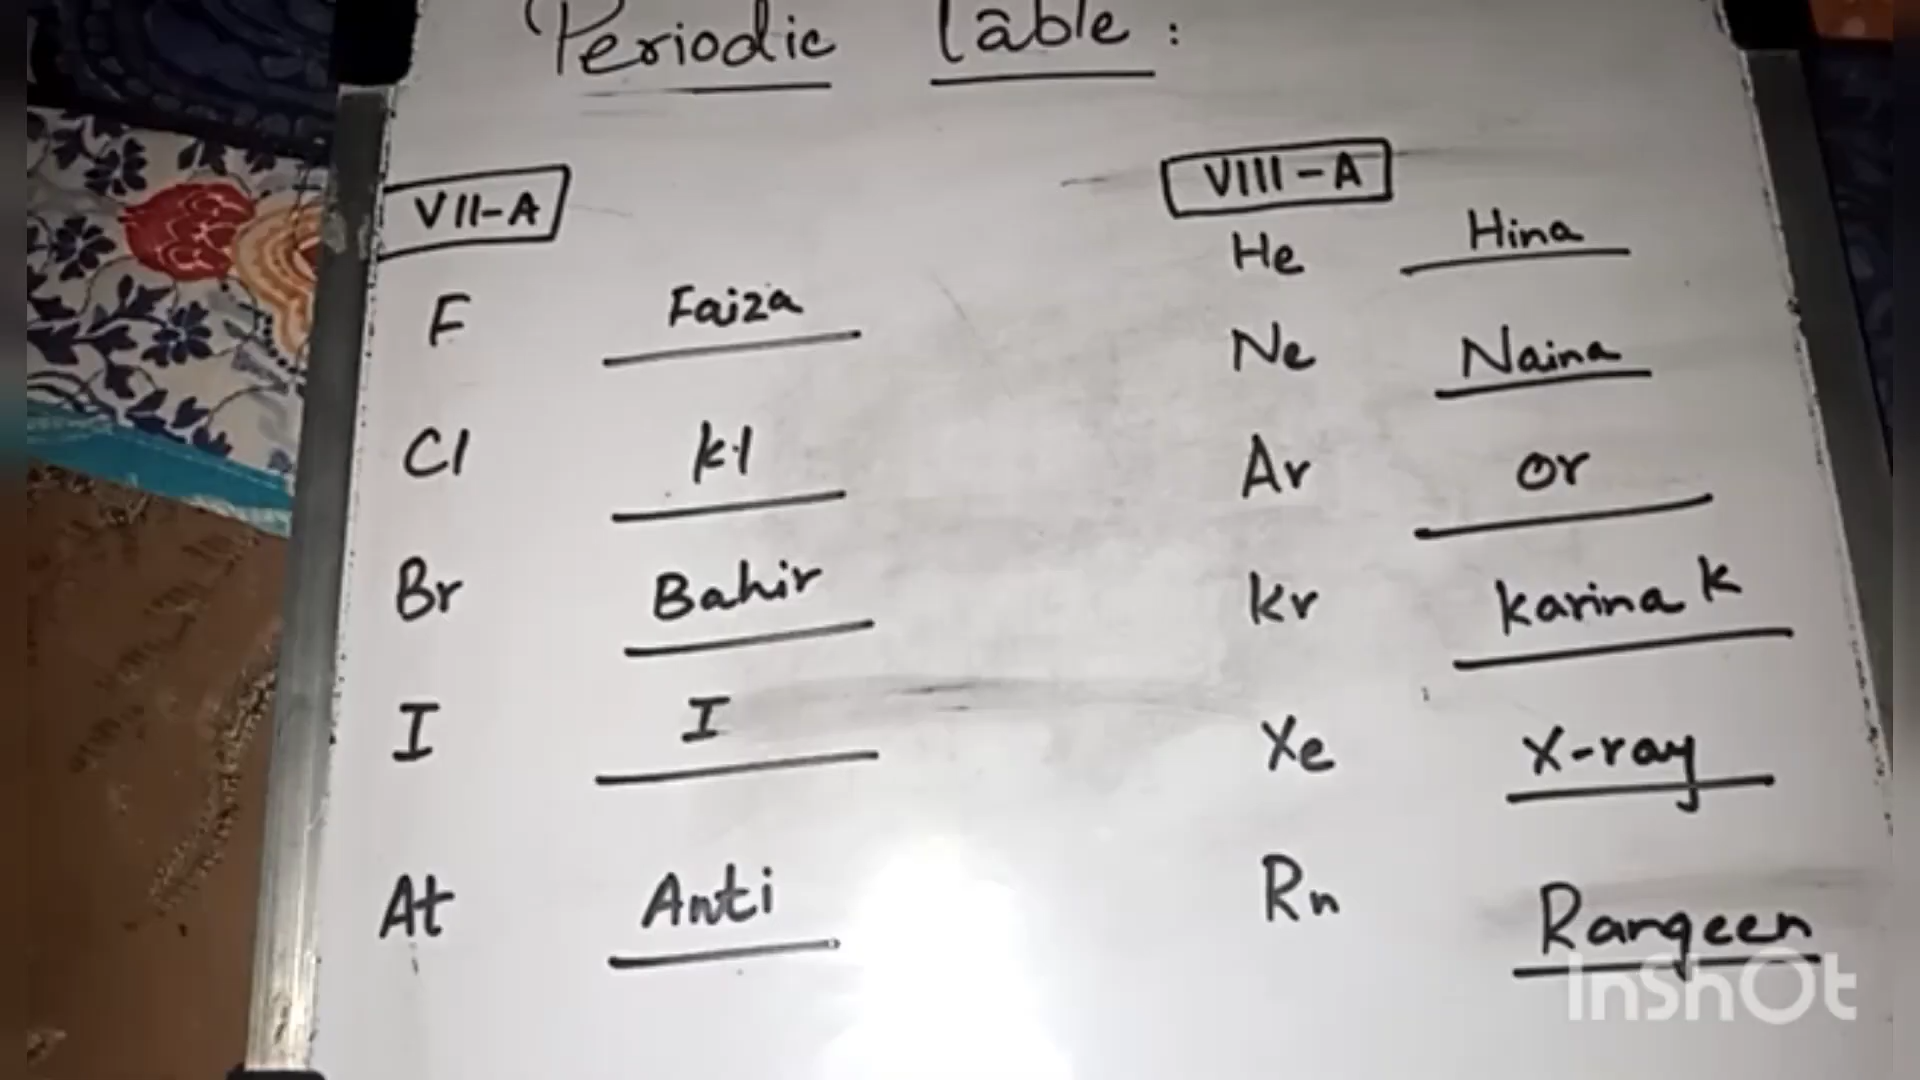 Periodic Table :
VII-A
F Faiza
Cl kl
Br Bahir
I I
At Anti
VIII-A
He Hina
Ne Naina
Ar or
Kr Karina K
Xe X-ray
Rn Rangeen
InShOt